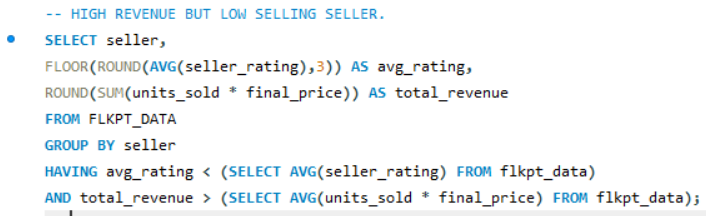 -- HIGH REVENUE BUT LOW SELLING SELLER.
SELECT seller,
FLOOR(ROUND(AVG(seller_rating),3)) AS avg_rating,
ROUND(SUM(units_sold * final_price)) AS total_revenue
FROM FLKPT_DATA
GROUP BY seller
HAVING avg_rating < (SELECT AVG(seller_rating) FROM flkpt_data)
AND total_revenue > (SELECT AVG(units_sold * final_price) FROM flkpt_data);